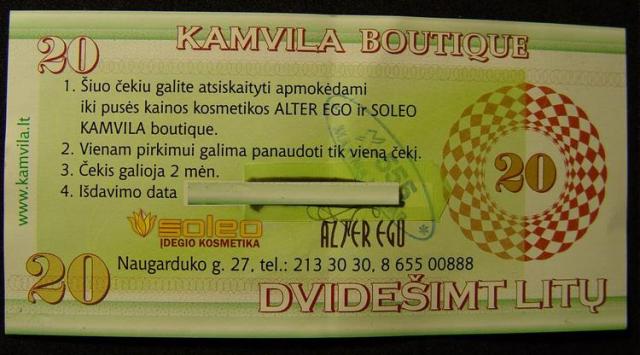 20
KAMVILA BOUTIQUE
www.kamvila.lt
1. Šiuo čekiu galite atsiskaityti apmokėdami
iki pusės kainos kosmetikos ALTER EGO ir SOLEO
KAMVILA boutique.
2. Vienam pirkimui galima panaudoti tik vieną čekį.
3. Čekis galioja 2 mėn.
4. Išdavimo data
20
soleo
ĮDEGIO KOSMETIKA
ALTER EGO
Naugarduko g. 27, tel.: 213 30 30, 8 655 00888
20
DVIDEŠIMT LITŲ